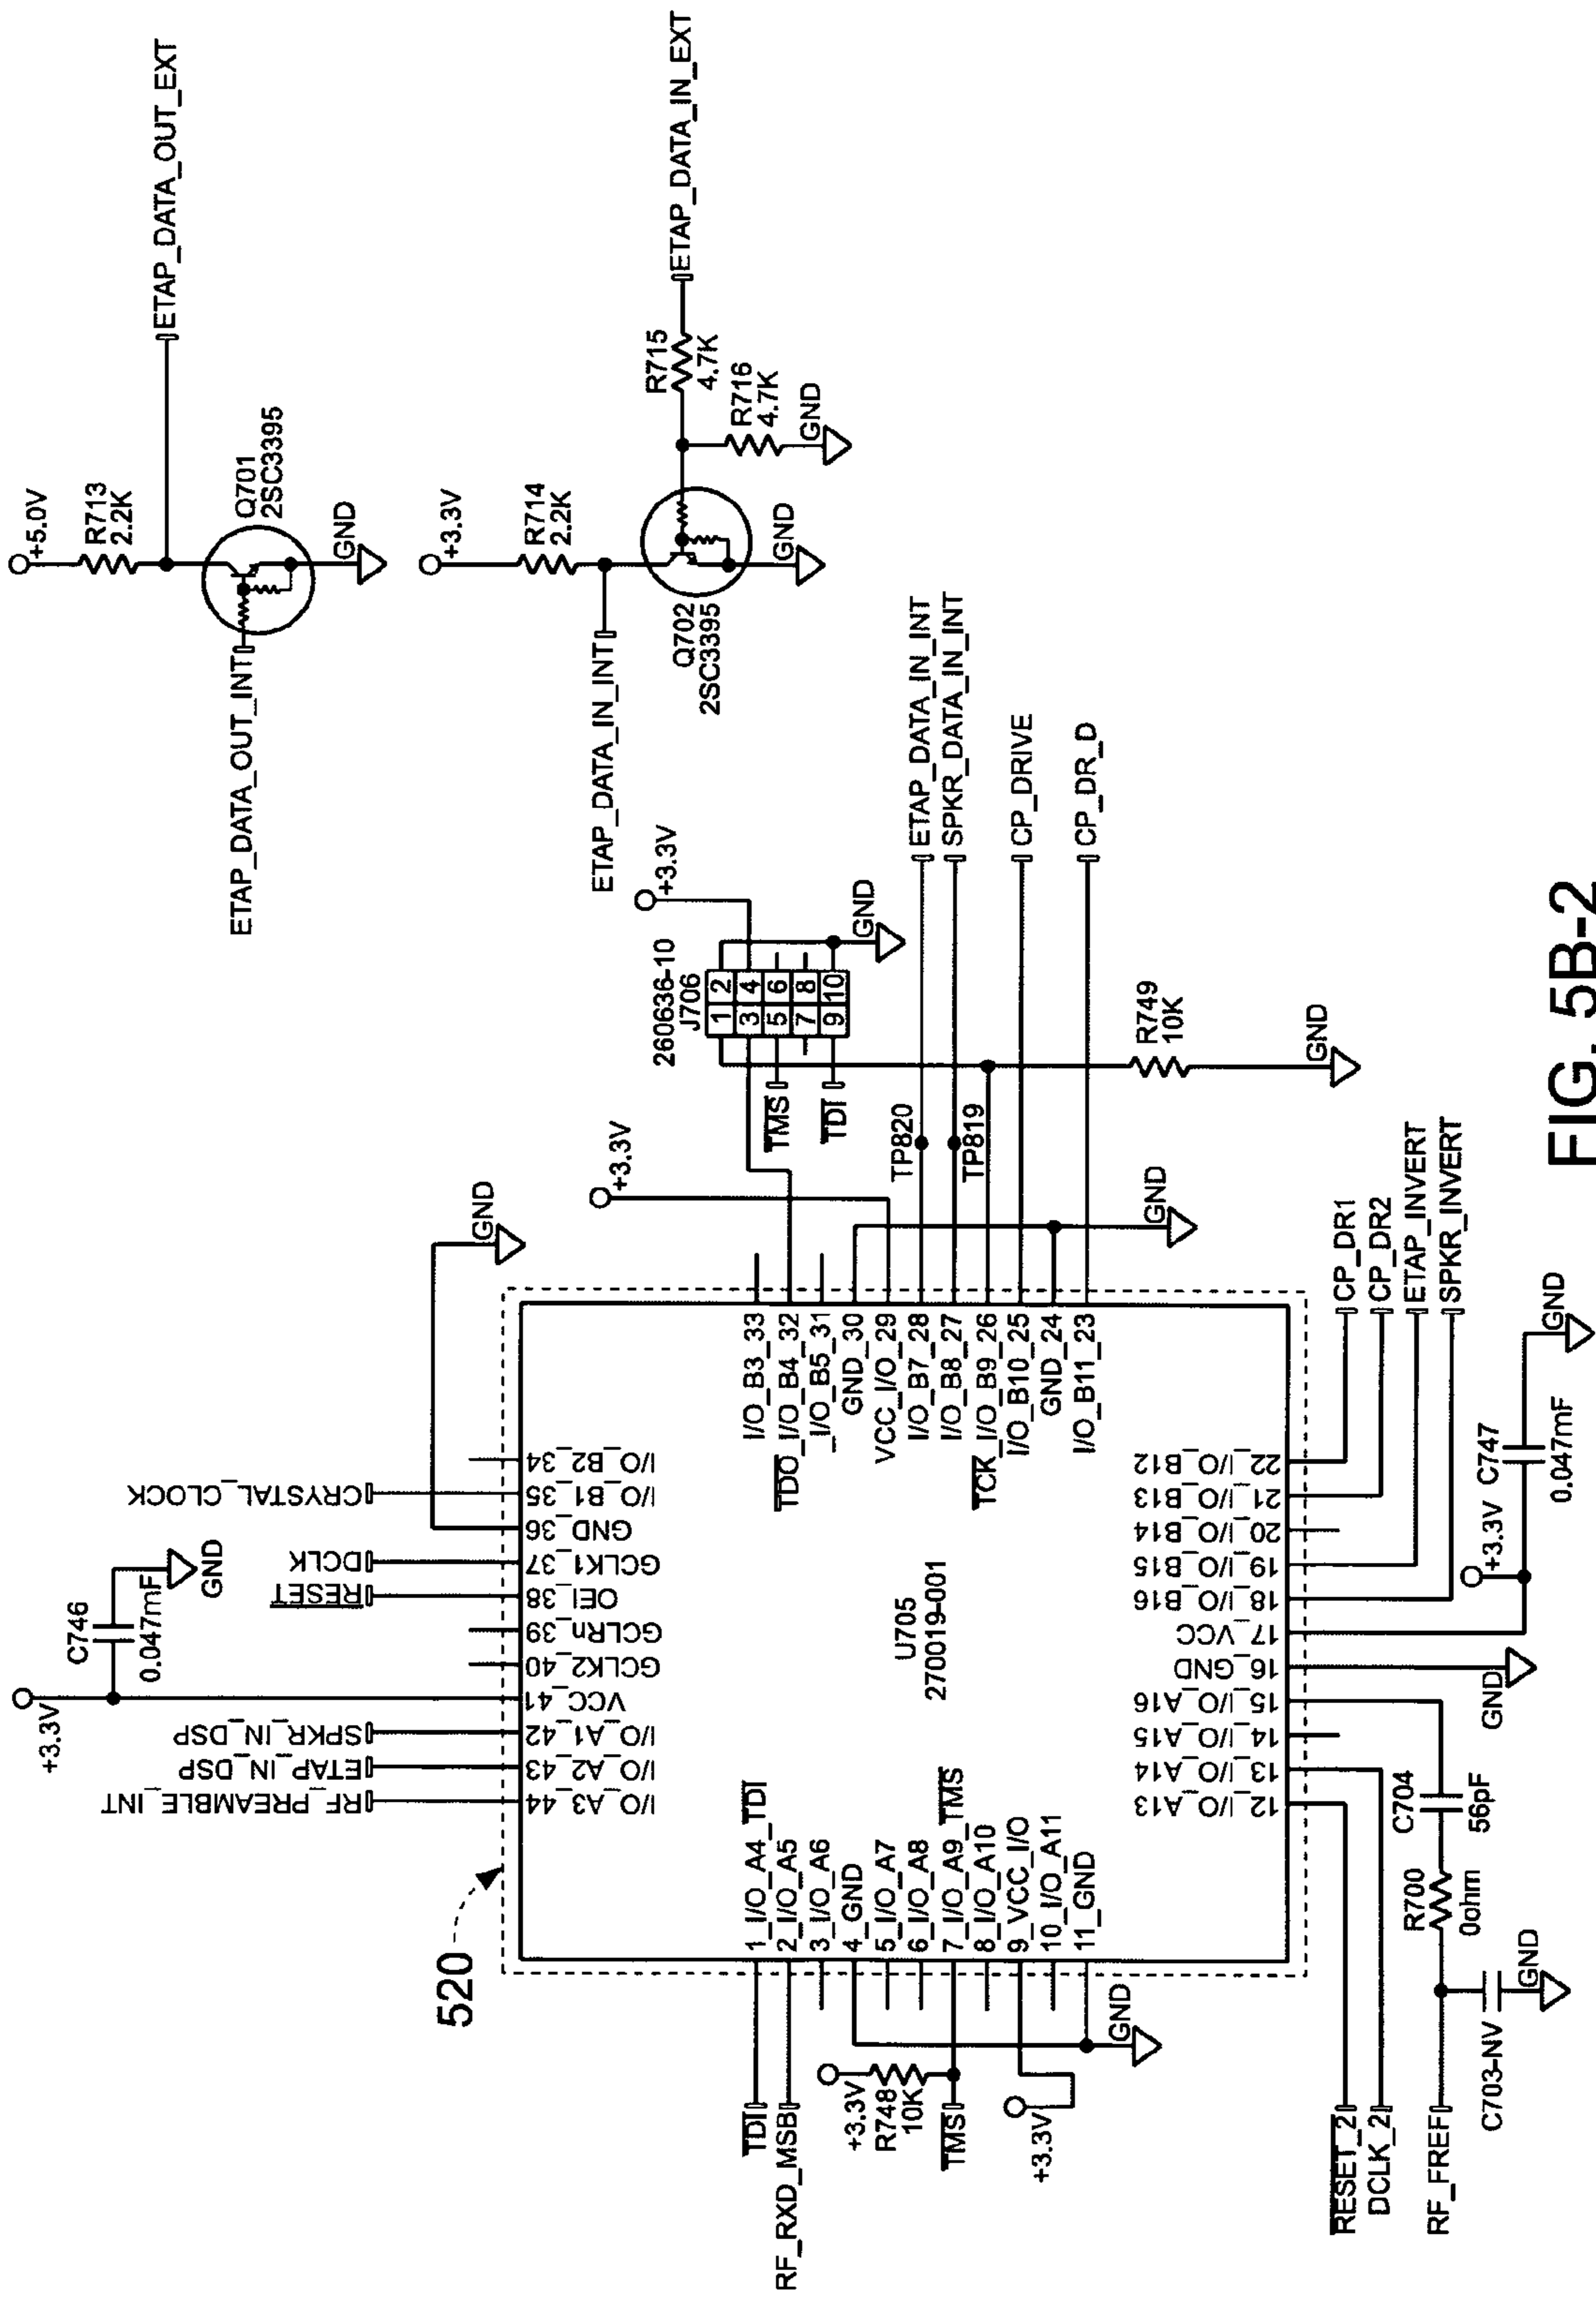 +5.0V
R713
2.2K
ETAP_DATA_OUT_EXT
Q701
2SC3395
ETAP_DATA_OUT_INT
GND
+3.3V
R714
2.2K
ETAP_DATA_IN_INT
Q702
2SC3395
R715
4.7K
ETAP_DATA_IN_EXT
R716
4.7K
GND
GND
+3.3V
260636-10
J706
1 2
3 4
5 6
7 8
9 10
TMS
TDI
GND
+3.3V
GND
TP820
ETAP_DATA_IN_INT
SPKR_DATA_IN_INT
TP819
CP_DRIVE
CP_DR_D
GND
R749
10K
GND
+3.3V
C746
0.047mF
GND
RF_PREAMBLE_INT
ETAP_IN_DSP
SPKR_IN_DSP
RESET
DCLK
CRYSTAL_CLOCK
520
I/O_A3_44
I/O_A2_43
I/O_A1_42
VCC_41
GCLK2_40
GCLRn_39
OEI_38
GCLK1_37
GND_36
I/O_B1_35
I/O_B2_34
TDI
RF_RXD_MSB
+3.3V
R748
10K
TMS
+3.3V
GND
1_I/O_A4_TDI
2_I/O_A5
3_I/O_A6
4_GND
5_I/O_A7
6_I/O_A8
7_I/O_A9_TMS
8_I/O_A10
9_VCC_I/O
10_I/O_A11
11_GND
U705
270019-001
I/O_B3_33
TDO_I/O_B4_32
_I/O_B5_31
GND_30
VCC_I/O_29
I/O_B7_28
I/O_B8_27
TCK_I/O_B9_26
I/O_B10_25
GND_24
I/O_B11_23
12_I/O_A13
13_I/O_A14
14_I/O_A15
15_I/O_A16
16_GND
17_VCC
18_I/O_B16
19_I/O_B15
20_I/O_B14
21_I/O_B13
22_I/O_B12
RESET_2
DCLK_2
RF_FREF
C703-NV
GND
R700
0ohm
C704
56pF
GND
+3.3V
C747
0.047mF
GND
CP_DR1
CP_DR2
ETAP_INVERT
SPKR_INVERT
FIG. 5B-2